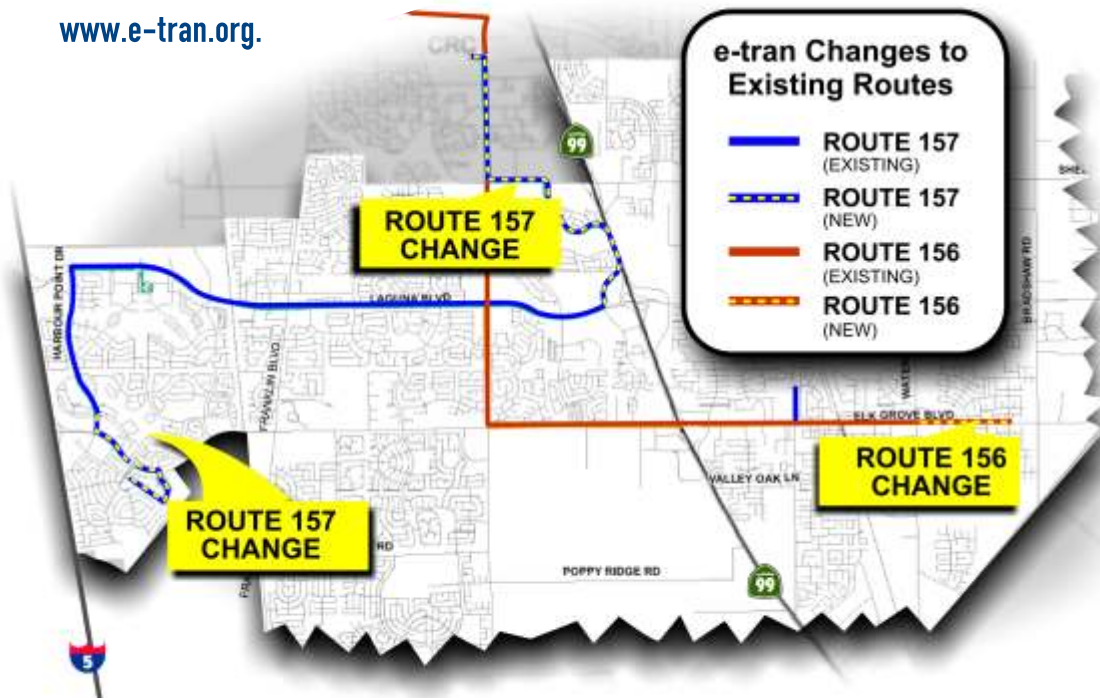 www.e-tran.org.
CRC
e-tran Changes to
Existing Routes
ROUTE 157
(EXISTING)
ROUTE 157
(NEW)
ROUTE 156
(EXISTING)
ROUTE 156
(NEW)
99
ROUTE 157
CHANGE
HARBOUR POINT DR
LAGUNA BLVD
FRANKLIN BLVD
BRADSHAW RD
ELK GROVE BLVD
ROUTE 156
CHANGE
VALLEY OAK LN
ROUTE 157
CHANGE
RD
POPPY RIDGE RD
99
5